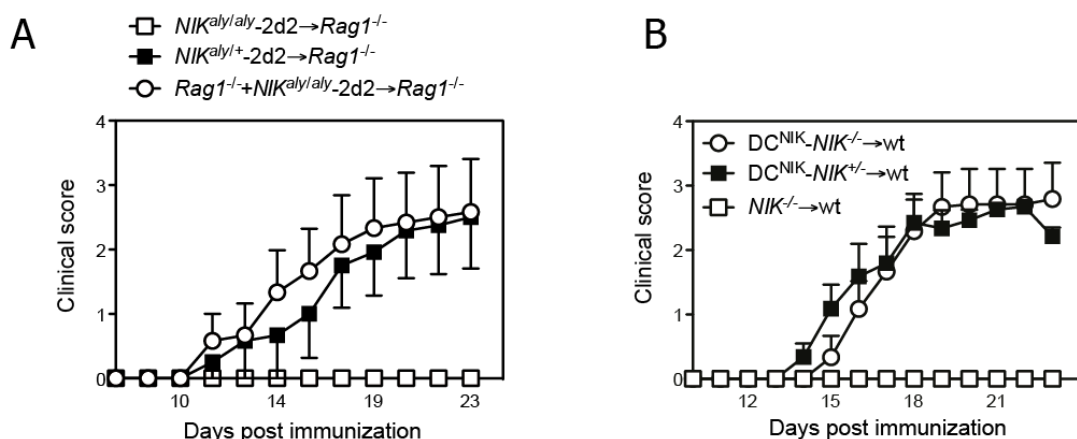 A
NIKaly/aly-2d2→Rag1-/-
NIKaly/+-2d2→Rag1-/-
Rag1-/-+NIKaly/aly-2d2→Rag1-/-
4
3
2
1
0
Clinical score
10 14 19 23
Days post immunization
B
DCNIK-NIK-/-→wt
DCNIK-NIK+/-→wt
NIK-/-→wt
4
3
2
1
0
Clinical score
12 15 18 21
Days post immunization